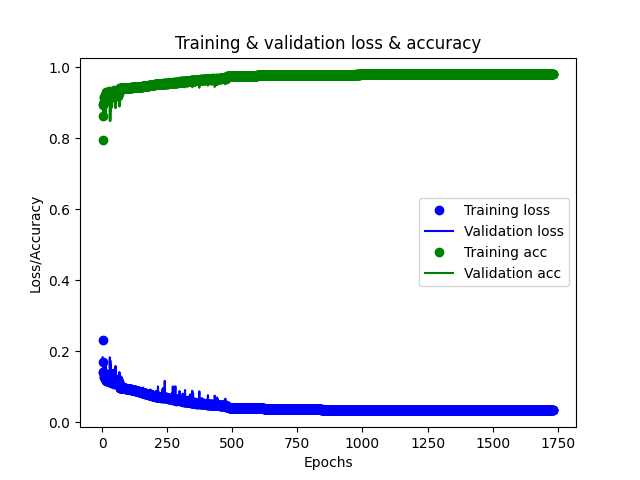 Training & validation loss & accuracy
1.0
0.8
0.6
0.4
0.2
0.0
Loss/Accuracy
Training loss
Validation loss
Training acc
Validation acc
0
250
500
750
1000
1250
1500
1750
Epochs